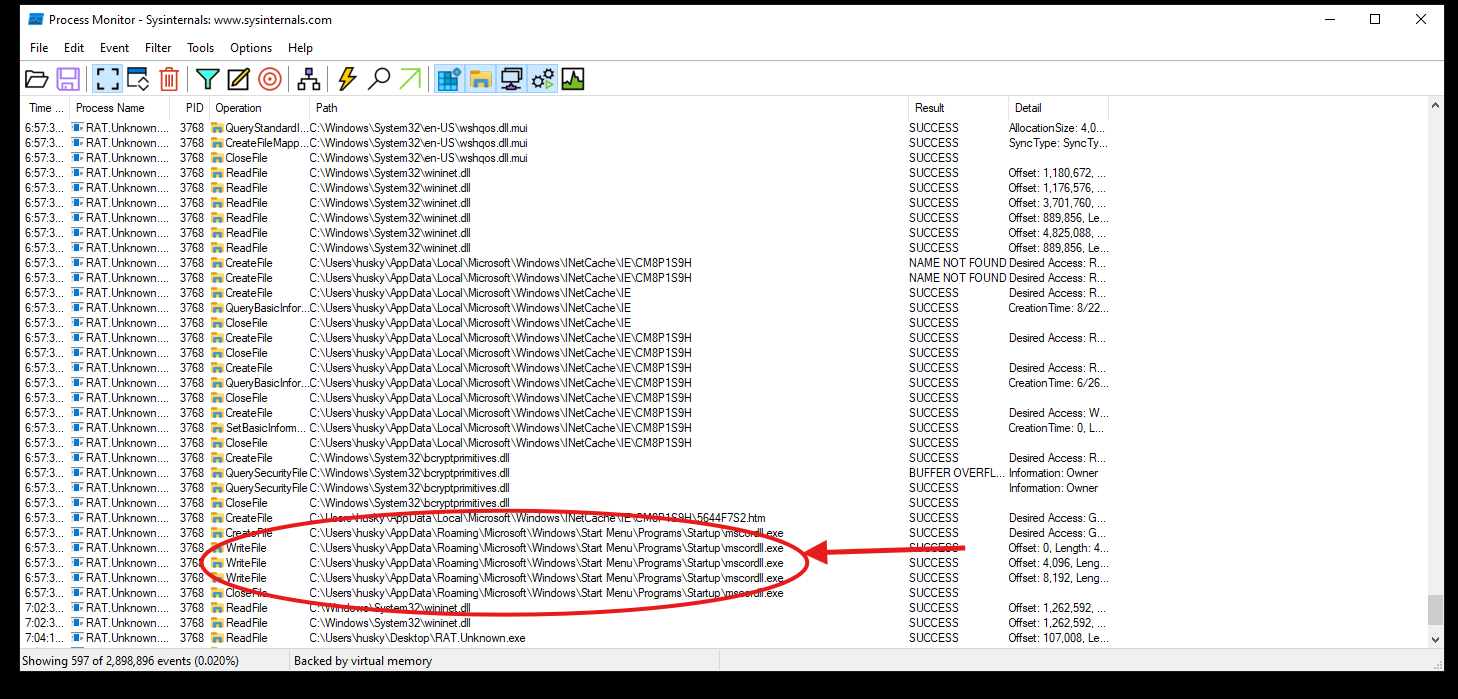 Process Monitor - Sysinternals: www.sysinternals.com
File Edit Event Filter Tools Options Help
Time ... Process Name PID Operation Path Result Detail
6:57:3... RAT.Unknown.... 3768 QueryStandardI... C:\Windows\System32\en-US\wshqos.dll.mui SUCCESS AllocationSize: 4,0...
6:57:3... RAT.Unknown.... 3768 CreateFileMapp... C:\Windows\System32\en-US\wshqos.dll.mui SUCCESS SyncType: SyncTy...
6:57:3... RAT.Unknown.... 3768 CloseFile C:\Windows\System32\en-US\wshqos.dll.mui SUCCESS
6:57:3... RAT.Unknown.... 3768 ReadFile C:\Windows\System32\wininet.dll SUCCESS Offset: 1,180,672, ...
6:57:3... RAT.Unknown.... 3768 ReadFile C:\Windows\System32\wininet.dll SUCCESS Offset: 1,176,576, ...
6:57:3... RAT.Unknown.... 3768 ReadFile C:\Windows\System32\wininet.dll SUCCESS Offset: 3,701,760, ...
6:57:3... RAT.Unknown.... 3768 ReadFile C:\Windows\System32\wininet.dll SUCCESS Offset: 889,856, Le...
6:57:3... RAT.Unknown.... 3768 ReadFile C:\Windows\System32\wininet.dll SUCCESS Offset: 4,825,088, ...
6:57:3... RAT.Unknown.... 3768 ReadFile C:\Windows\System32\wininet.dll SUCCESS Offset: 889,856, Le...
6:57:3... RAT.Unknown.... 3768 CreateFile C:\Users\husky\AppData\Local\Microsoft\Windows\INetCache\IE\CM8P1S9H NAME NOT FOUND Desired Access: R...
6:57:3... RAT.Unknown.... 3768 CreateFile C:\Users\husky\AppData\Local\Microsoft\Windows\INetCache\IE\CM8P1S9H NAME NOT FOUND Desired Access: R...
6:57:3... RAT.Unknown.... 3768 CreateFile C:\Users\husky\AppData\Local\Microsoft\Windows\INetCache\IE SUCCESS Desired Access: R...
6:57:3... RAT.Unknown.... 3768 QueryBasicInfor... C:\Users\husky\AppData\Local\Microsoft\Windows\INetCache\IE SUCCESS CreationTime: 8/22...
6:57:3... RAT.Unknown.... 3768 CloseFile C:\Users\husky\AppData\Local\Microsoft\Windows\INetCache\IE SUCCESS
6:57:3... RAT.Unknown.... 3768 CreateFile C:\Users\husky\AppData\Local\Microsoft\Windows\INetCache\IE\CM8P1S9H SUCCESS Desired Access: R...
6:57:3... RAT.Unknown.... 3768 CloseFile C:\Users\husky\AppData\Local\Microsoft\Windows\INetCache\IE\CM8P1S9H SUCCESS
6:57:3... RAT.Unknown.... 3768 CreateFile C:\Users\husky\AppData\Local\Microsoft\Windows\INetCache\IE\CM8P1S9H SUCCESS Desired Access: R...
6:57:3... RAT.Unknown.... 3768 QueryBasicInfor... C:\Users\husky\AppData\Local\Microsoft\Windows\INetCache\IE\CM8P1S9H SUCCESS CreationTime: 6/26...
6:57:3... RAT.Unknown.... 3768 CloseFile C:\Users\husky\AppData\Local\Microsoft\Windows\INetCache\IE\CM8P1S9H SUCCESS
6:57:3... RAT.Unknown.... 3768 CreateFile C:\Users\husky\AppData\Local\Microsoft\Windows\INetCache\IE\CM8P1S9H SUCCESS Desired Access: W...
6:57:3... RAT.Unknown.... 3768 SetBasicInform... C:\Users\husky\AppData\Local\Microsoft\Windows\INetCache\IE\CM8P1S9H SUCCESS CreationTime: 0, L...
6:57:3... RAT.Unknown.... 3768 CloseFile C:\Users\husky\AppData\Local\Microsoft\Windows\INetCache\IE\CM8P1S9H SUCCESS
6:57:3... RAT.Unknown.... 3768 CreateFile C:\Windows\System32\bcryptprimitives.dll SUCCESS Desired Access: R...
6:57:3... RAT.Unknown.... 3768 QuerySecurityFile C:\Windows\System32\bcryptprimitives.dll BUFFER OVERFL... Information: Owner
6:57:3... RAT.Unknown.... 3768 QuerySecurityFile C:\Windows\System32\bcryptprimitives.dll SUCCESS Information: Owner
6:57:3... RAT.Unknown.... 3768 CloseFile C:\Windows\System32\bcryptprimitives.dll SUCCESS
6:57:3... RAT.Unknown.... 3768 CreateFile C:\Users\husky\AppData\Local\Microsoft\Windows\INetCache\IE\CM8P1S9H\5644F7S2.htm SUCCESS Desired Access: G...
6:57:3... RAT.Unknown.... 3768 CreateFile C:\Users\husky\AppData\Roaming\Microsoft\Windows\Start Menu\Programs\Startup\mscordll.exe SUCCESS Desired Access: G...
6:57:3... RAT.Unknown.... 3768 WriteFile C:\Users\husky\AppData\Roaming\Microsoft\Windows\Start Menu\Programs\Startup\mscordll.exe SUCCESS Offset: 0, Length: 4...
6:57:3... RAT.Unknown.... 3768 WriteFile C:\Users\husky\AppData\Roaming\Microsoft\Windows\Start Menu\Programs\Startup\mscordll.exe SUCCESS Offset: 4,096, Leng...
6:57:3... RAT.Unknown.... 3768 WriteFile C:\Users\husky\AppData\Roaming\Microsoft\Windows\Start Menu\Programs\Startup\mscordll.exe SUCCESS Offset: 8,192, Leng...
6:57:3... RAT.Unknown.... 3768 CloseFile C:\Users\husky\AppData\Roaming\Microsoft\Windows\Start Menu\Programs\Startup\mscordll.exe SUCCESS
7:02:3... RAT.Unknown.... 3768 ReadFile C:\Windows\System32\wininet.dll SUCCESS Offset: 1,262,592, ...
7:02:3... RAT.Unknown.... 3768 ReadFile C:\Windows\System32\wininet.dll SUCCESS Offset: 1,262,592, ...
7:04:1... RAT.Unknown.... 3768 ReadFile C:\Users\husky\Desktop\RAT.Unknown.exe SUCCESS Offset: 107,008, Le...
Showing 597 of 2,898,896 events (0.020%) Backed by virtual memory